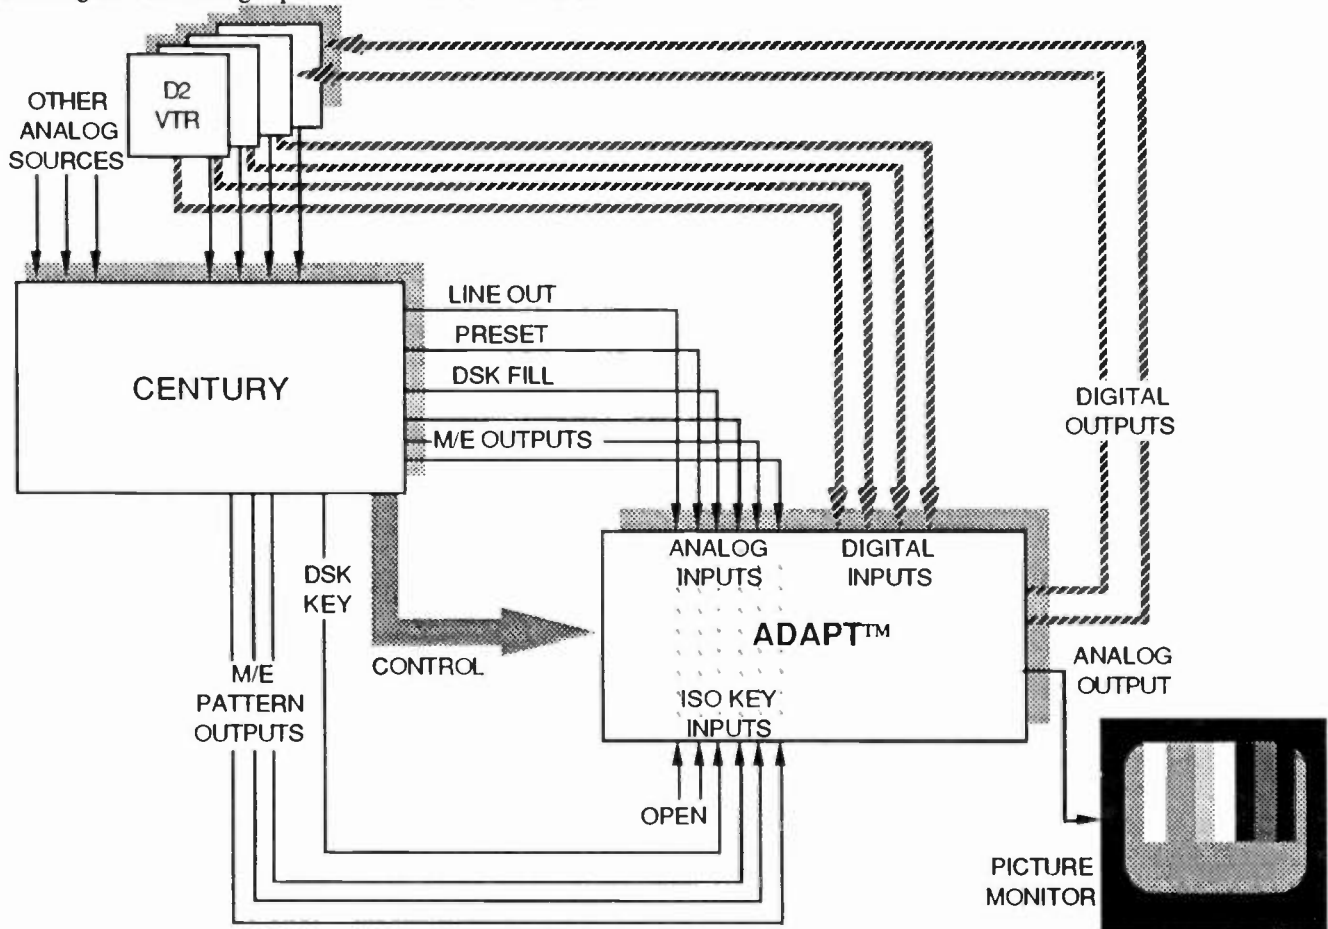 D2
VTR
OTHER
ANALOG
SOURCES
LINE OUT
PRESET
DSK FILL
M/E OUTPUTS
CENTURY
DIGITAL
OUTPUTS
ANALOG
INPUTS
DIGITAL
INPUTS
ADAPT™
ISO KEY
INPUTS
DSK
KEY
CONTROL
M/E
PATTERN
OUTPUTS
ANALOG
OUTPUT
OPEN
PICTURE
MONITOR